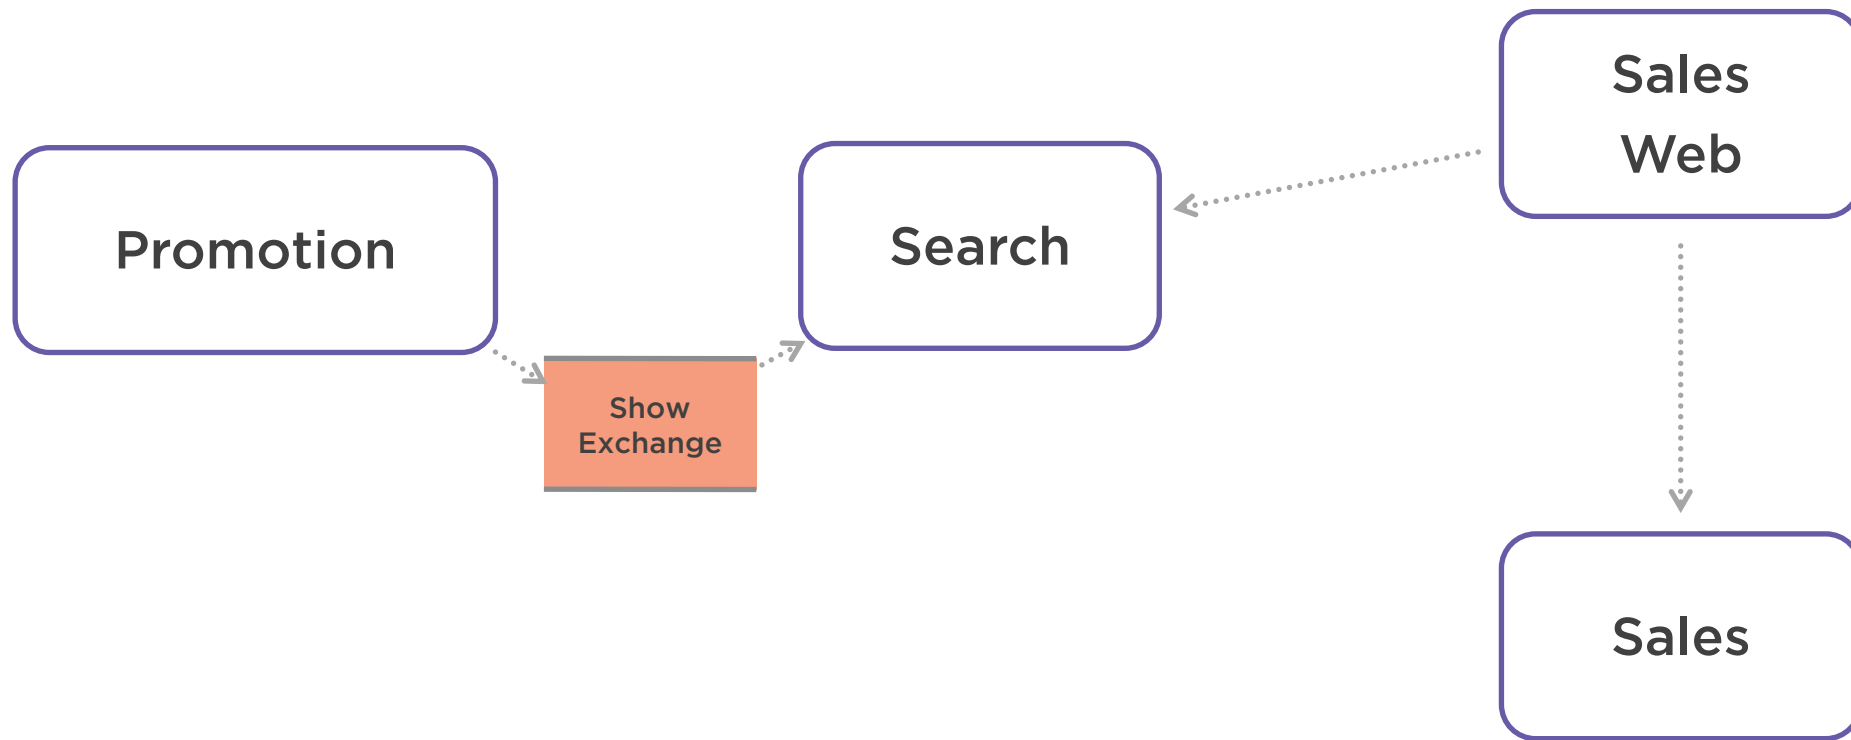 Sales
Web
Promotion
Search
Show
Exchange
Sales